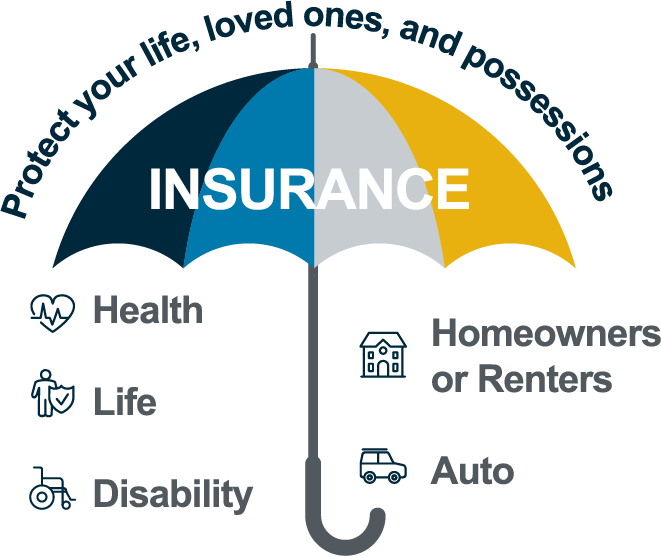 Protect your life, loved ones, and possessions
INSURANCE
Health
Life
Disability
Homeowners
or Renters
Auto